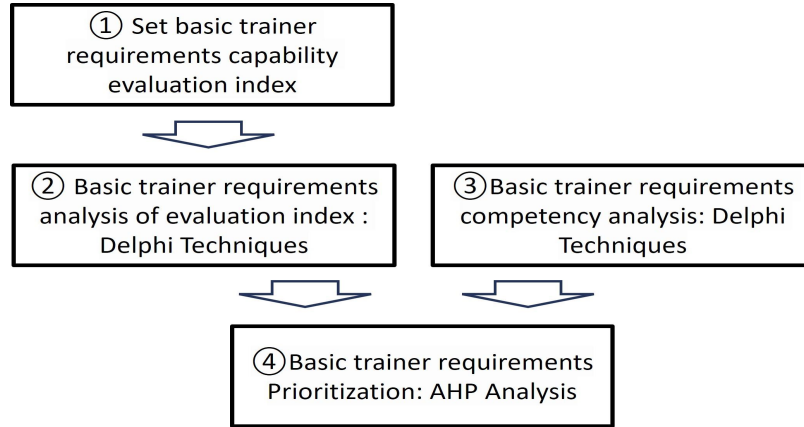 ① Set basic trainer
requirements capability
evaluation index
② Basic trainer requirements
analysis of evaluation index :
Delphi Techniques
③Basic trainer requirements
competency analysis: Delphi
Techniques
④Basic trainer requirements
Prioritization: AHP Analysis